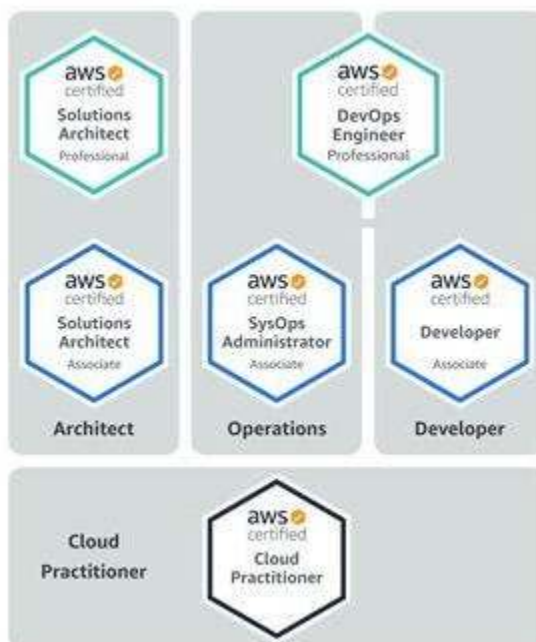 aws
certified
Solutions
Architect
Professional
aws
certified
DevOps
Engineer
Professional
aws
certified
Solutions
Architect
Associate
aws
certified
SysOps
Administrator
Associate
aws
certified
Developer
Associate
Architect
Operations
Developer
Cloud
Practitioner
aws
certified
Cloud
Practitioner